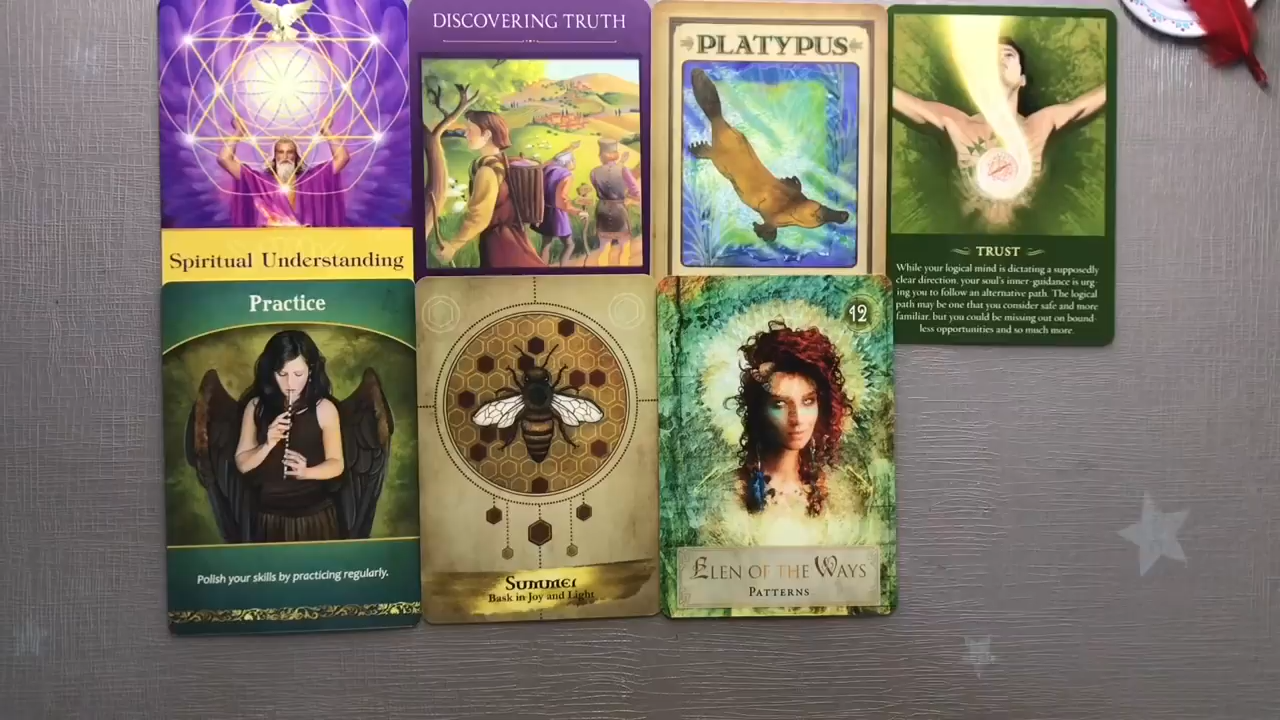 Spiritual Understanding
DISCOVERING TRUTH
PLATYPUS
TRUST
While your logical mind is dictating a supposedly
clear direction, your soul's inner-guidance is urg-
ing you to follow an alternative path. The logical
path may be one that you consider safe and more
familiar, but you could be missing out on bound-
less opportunities and so much more.
Practice
Polish your skills by practicing regularly.
Summer
Bask in Joy and Light
12
Elen of the Ways
Patterns